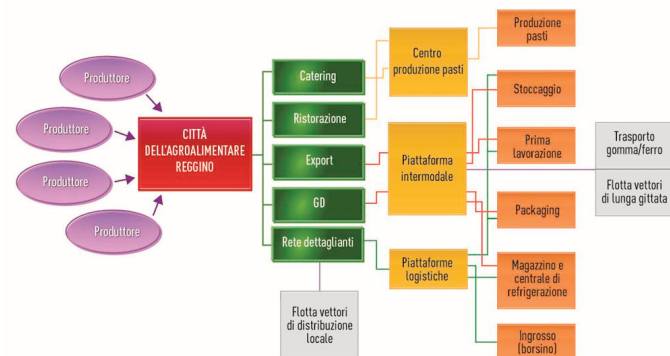 Produttore
Produttore
Produttore
Produttore
CITTÀ
DELL'AGROALIMENTARE
REGGINO
Catering
Ristorazione
Export
GD
Rete dettaglianti
Flotta vettori
di distribuzione
locale
Centro
produzione pasti
Piattaforma
intermodale
Piattaforme
logistiche
Produzione
pasti
Stoccaggio
Prima
lavorazione
Packaging
Magazzino e
centrale di
refrigerazione
Ingrosso
(borsino)
Trasporto
gomma/ferro
Flotta vettori
di lunga gittata